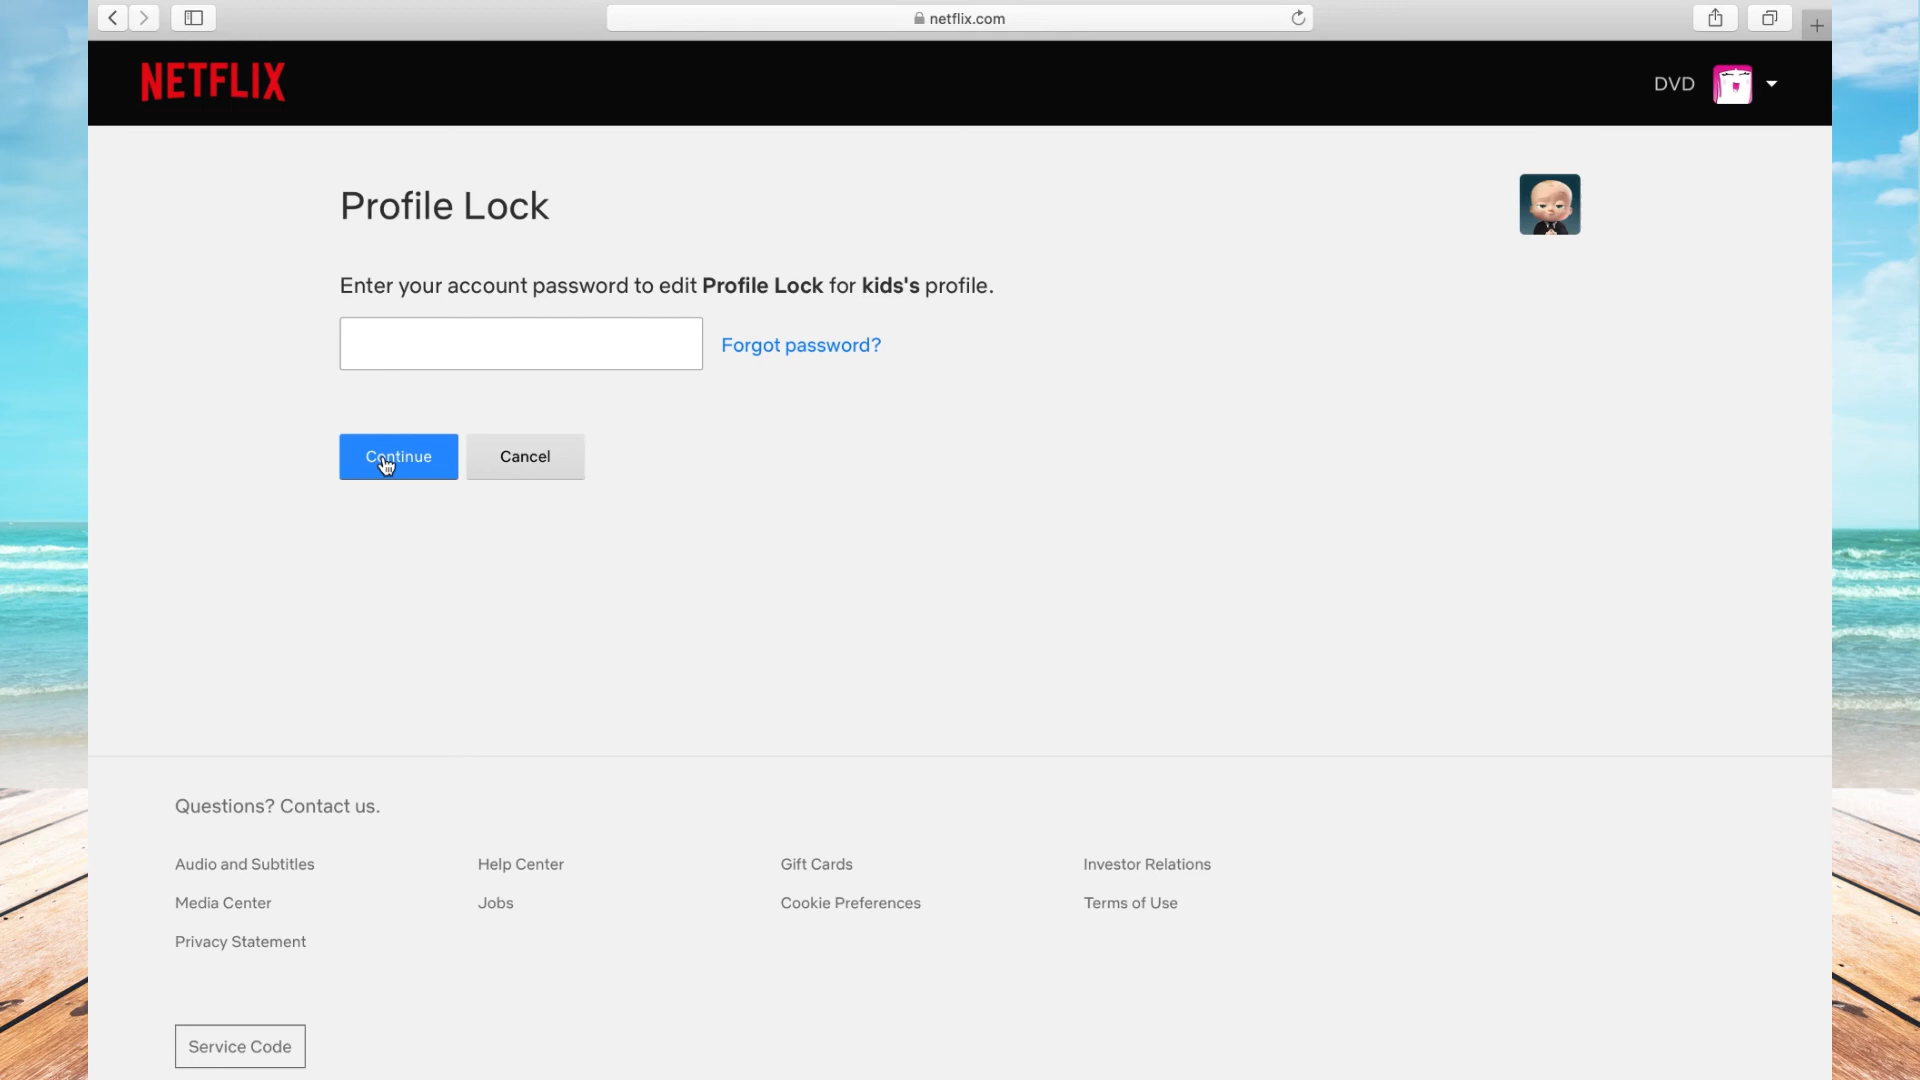 netflix.com
NETFLIX
DVD
Profile Lock
Enter your account password to edit Profile Lock for kids's profile.
Forgot password?
Continue
Cancel
Questions? Contact us.
Audio and Subtitles
Help Center
Gift Cards
Investor Relations
Media Center
Jobs
Cookie Preferences
Terms of Use
Privacy Statement
Service Code